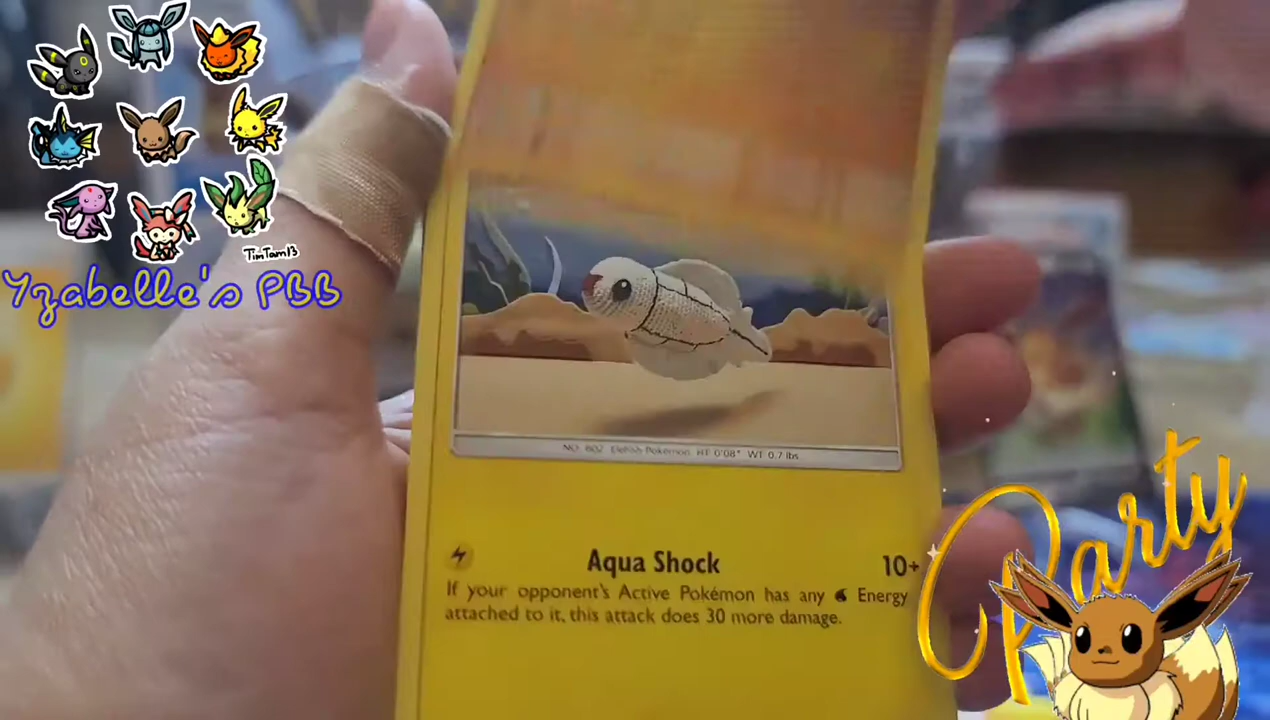 TimTam13
Yzabelle's PBB
NO. 602 Elefish Pokémon HT 0'08" WT 0.7 lbs
Aqua Shock 10+
If your opponent's Active Pokémon has any Energy
attached to it, this attack does 30 more damage.
Party